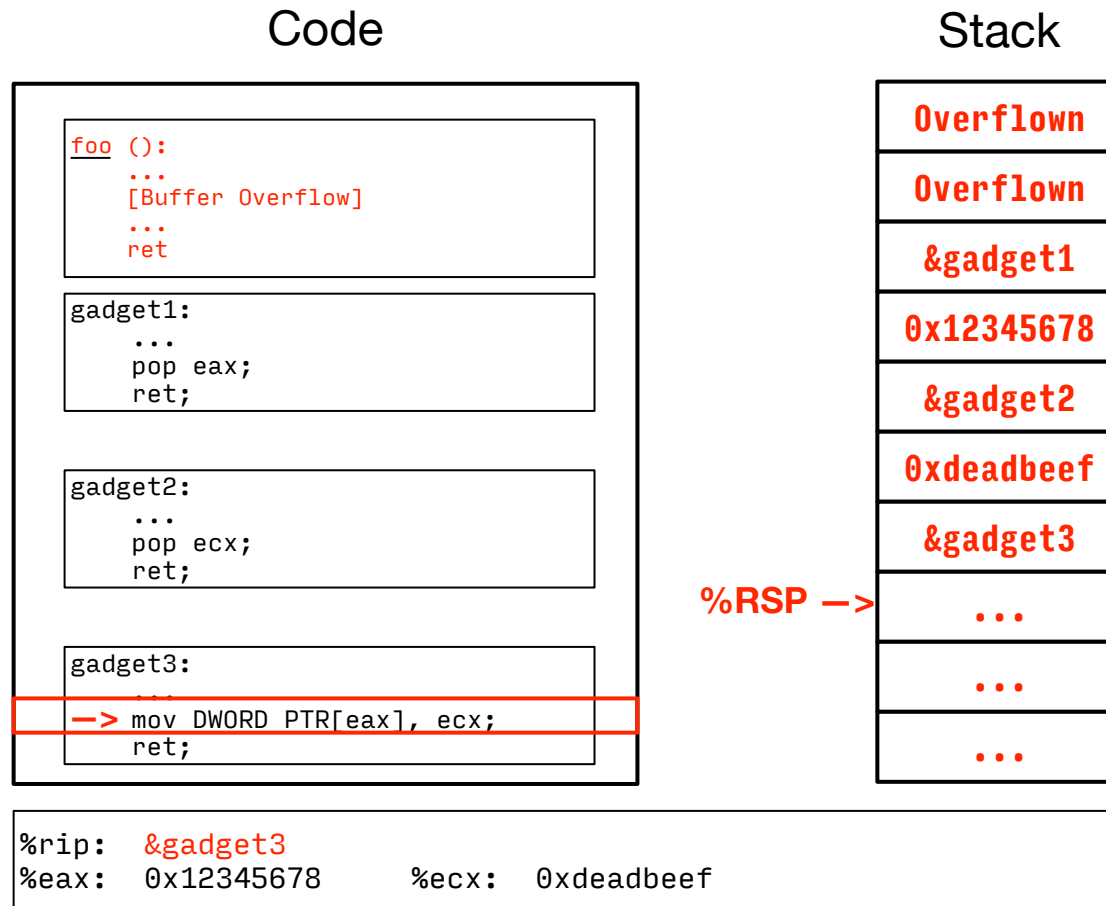 Code
foo ():
...
[Buffer Overflow]
...
ret
gadget1:
...
pop eax;
ret;
gadget2:
...
pop ecx;
ret;
gadget3:
...
—> mov DWORD PTR[eax], ecx;
ret;
Stack
Overflown
Overflown
&gadget1
0x12345678
&gadget2
0xdeadbeef
&gadget3
%RSP —> ...
...
...
%rip: &gadget3
%eax: 0x12345678 %ecx: 0xdeadbeef